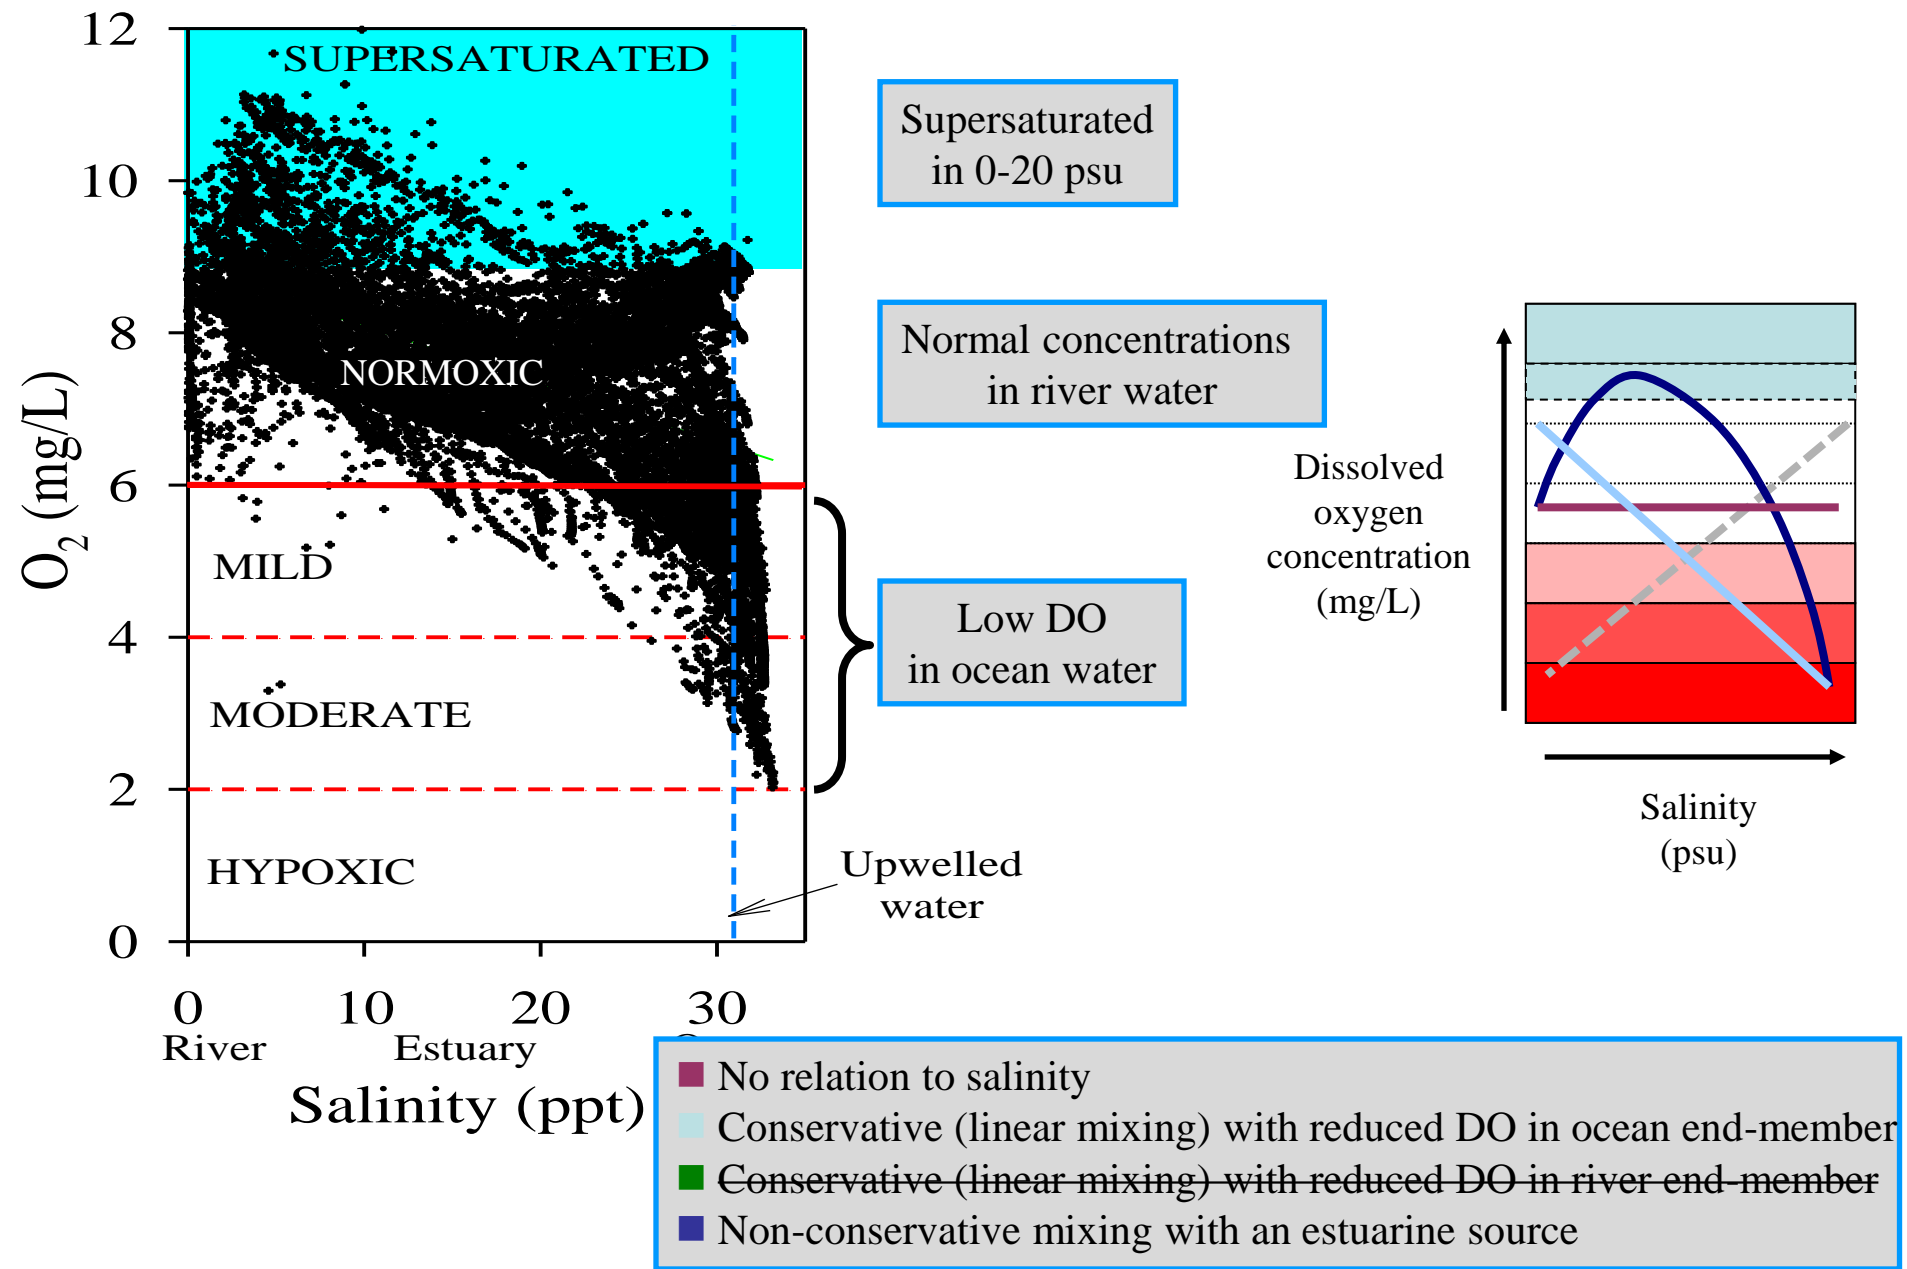 12
10
8
6
4
2
0
O2 (mg/L)
SUPERSATURATED
NORMOXIC
MILD
MODERATE
HYPOXIC
0
10
20
30
River
Estuary
Salinity (ppt)
Upwelled
water
Supersaturated
in 0-20 psu
Normal concentrations
in river water
Low DO
in ocean water
Dissolved
oxygen
concentration
(mg/L)
Salinity
(psu)
No relation to salinity
Conservative (linear mixing) with reduced DO in ocean end-member
Conservative (linear mixing) with reduced DO in river end-member
Non-conservative mixing with an estuarine source